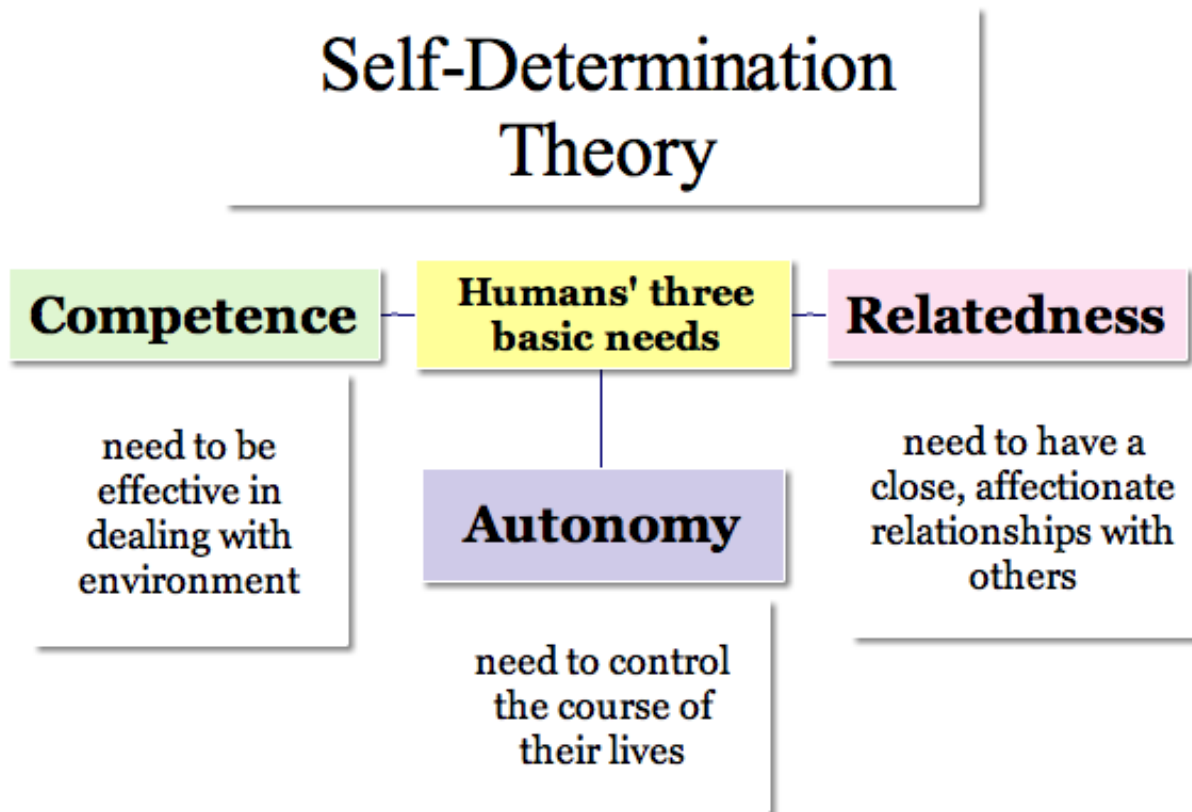 Self-Determination
Theory
Competence
Humans' three
basic needs
Relatedness
need to be
effective in
dealing with
environment
Autonomy
need to control
the course of
their lives
need to have a
close, affectionate
relationships with
others